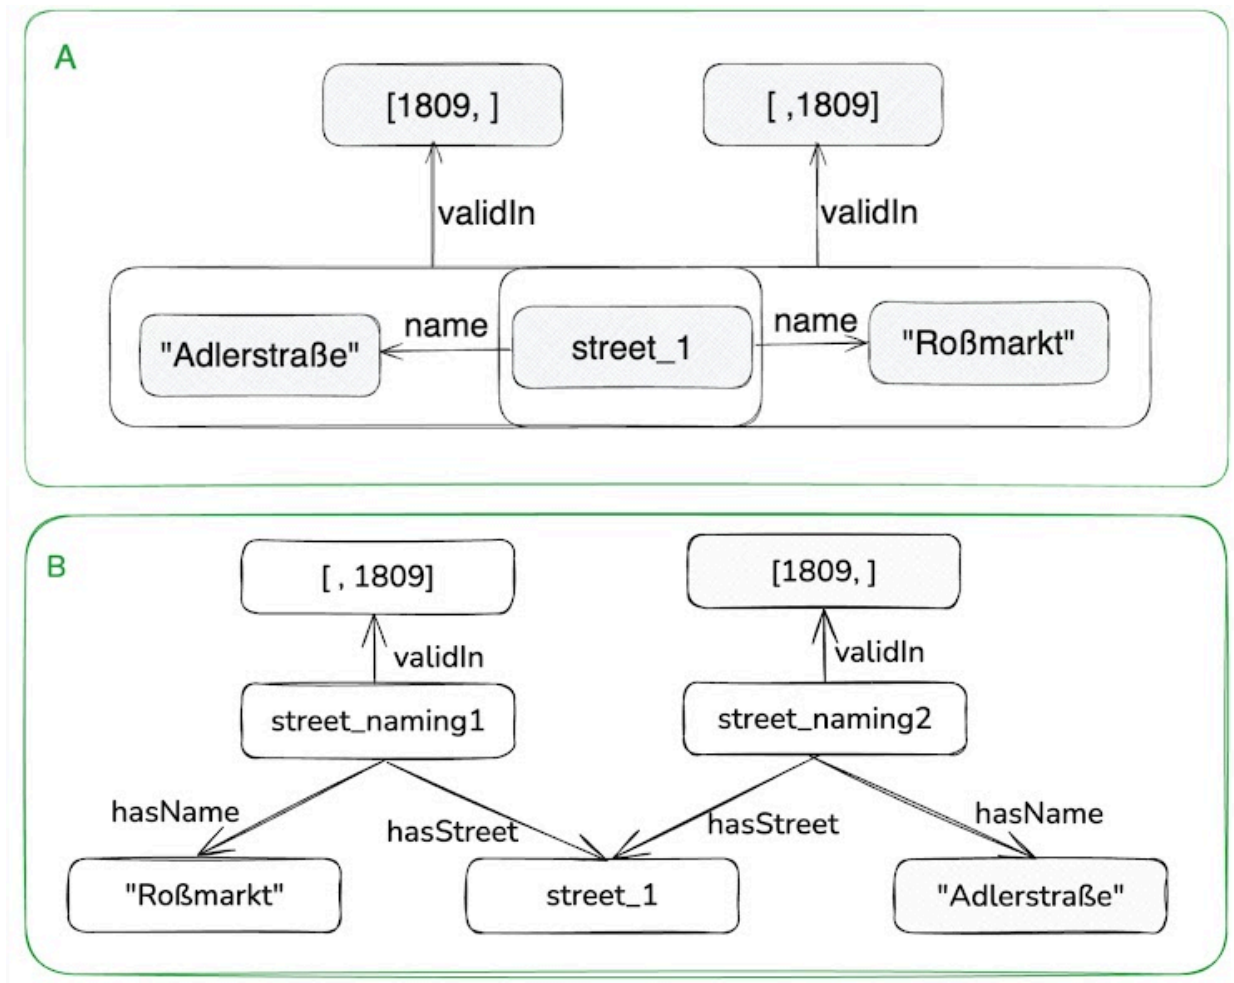 A
[1809, ]
[ ,1809]
validIn
validIn
"Adlerstraße"
name
street_1
name
"Roßmarkt"
B
[ , 1809]
[1809, ]
validIn
validIn
street_naming1
street_naming2
hasName
hasStreet
hasStreet
hasName
"Roßmarkt"
street_1
"Adlerstraße"